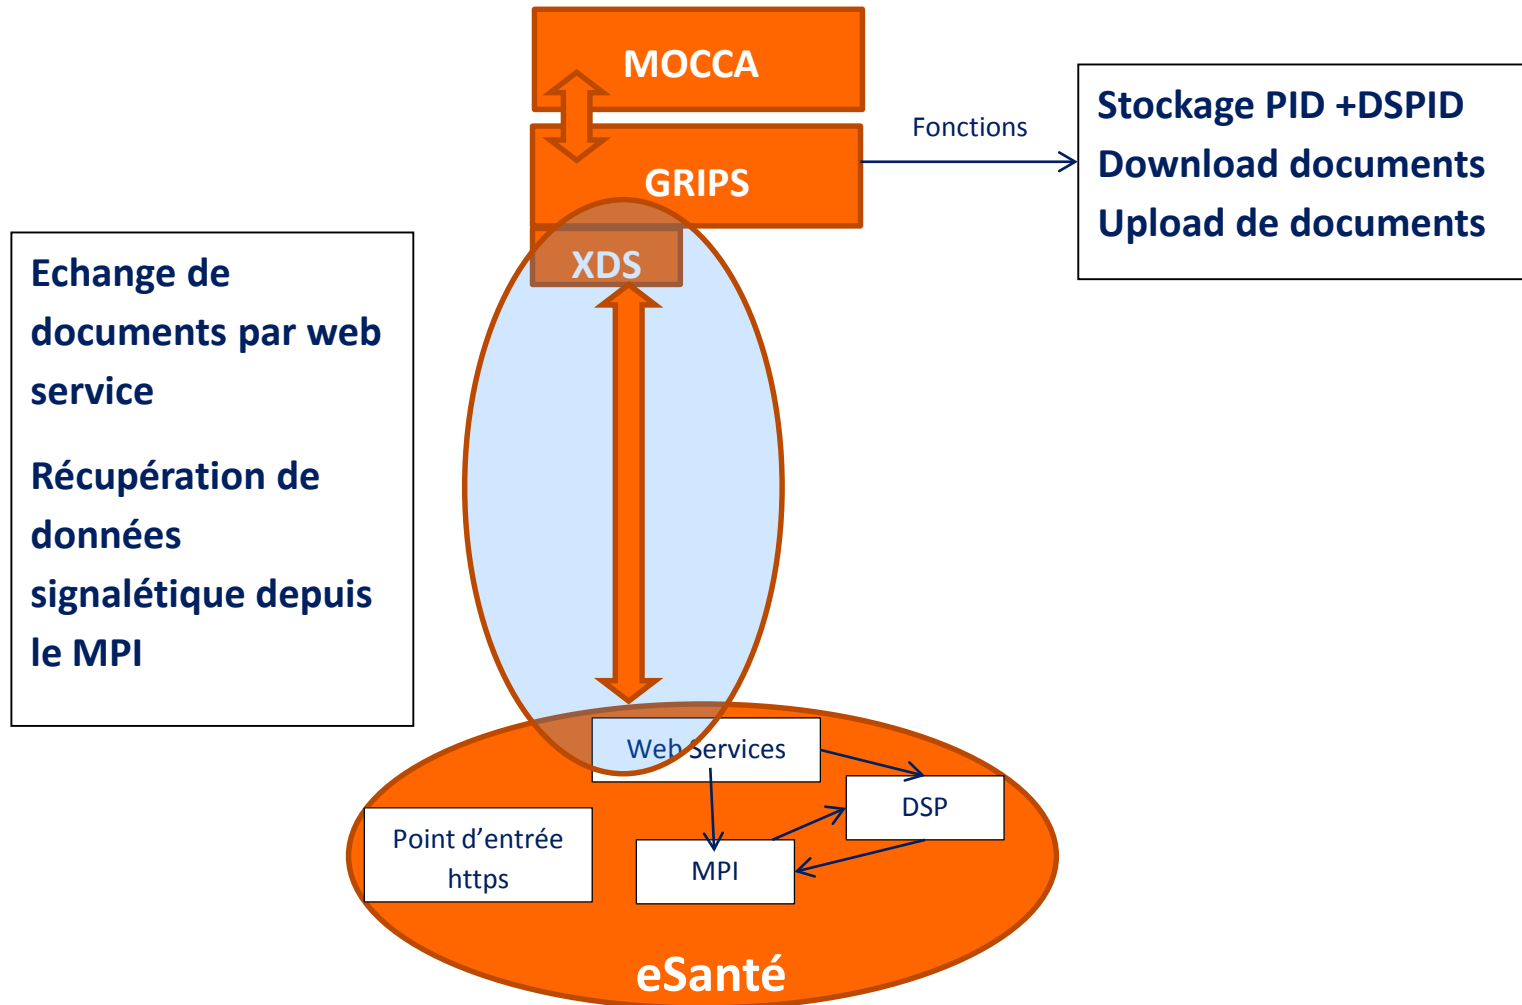 MOCCA
GRIPS
XDS
Fonctions
Stockage PID +DSPID
Download documents
Upload de documents
Echange de
documents par web
service
Récupération de
données
signalétique depuis
le MPI
Web Services
DSP
Point d’entrée
https
MPI
eSanté